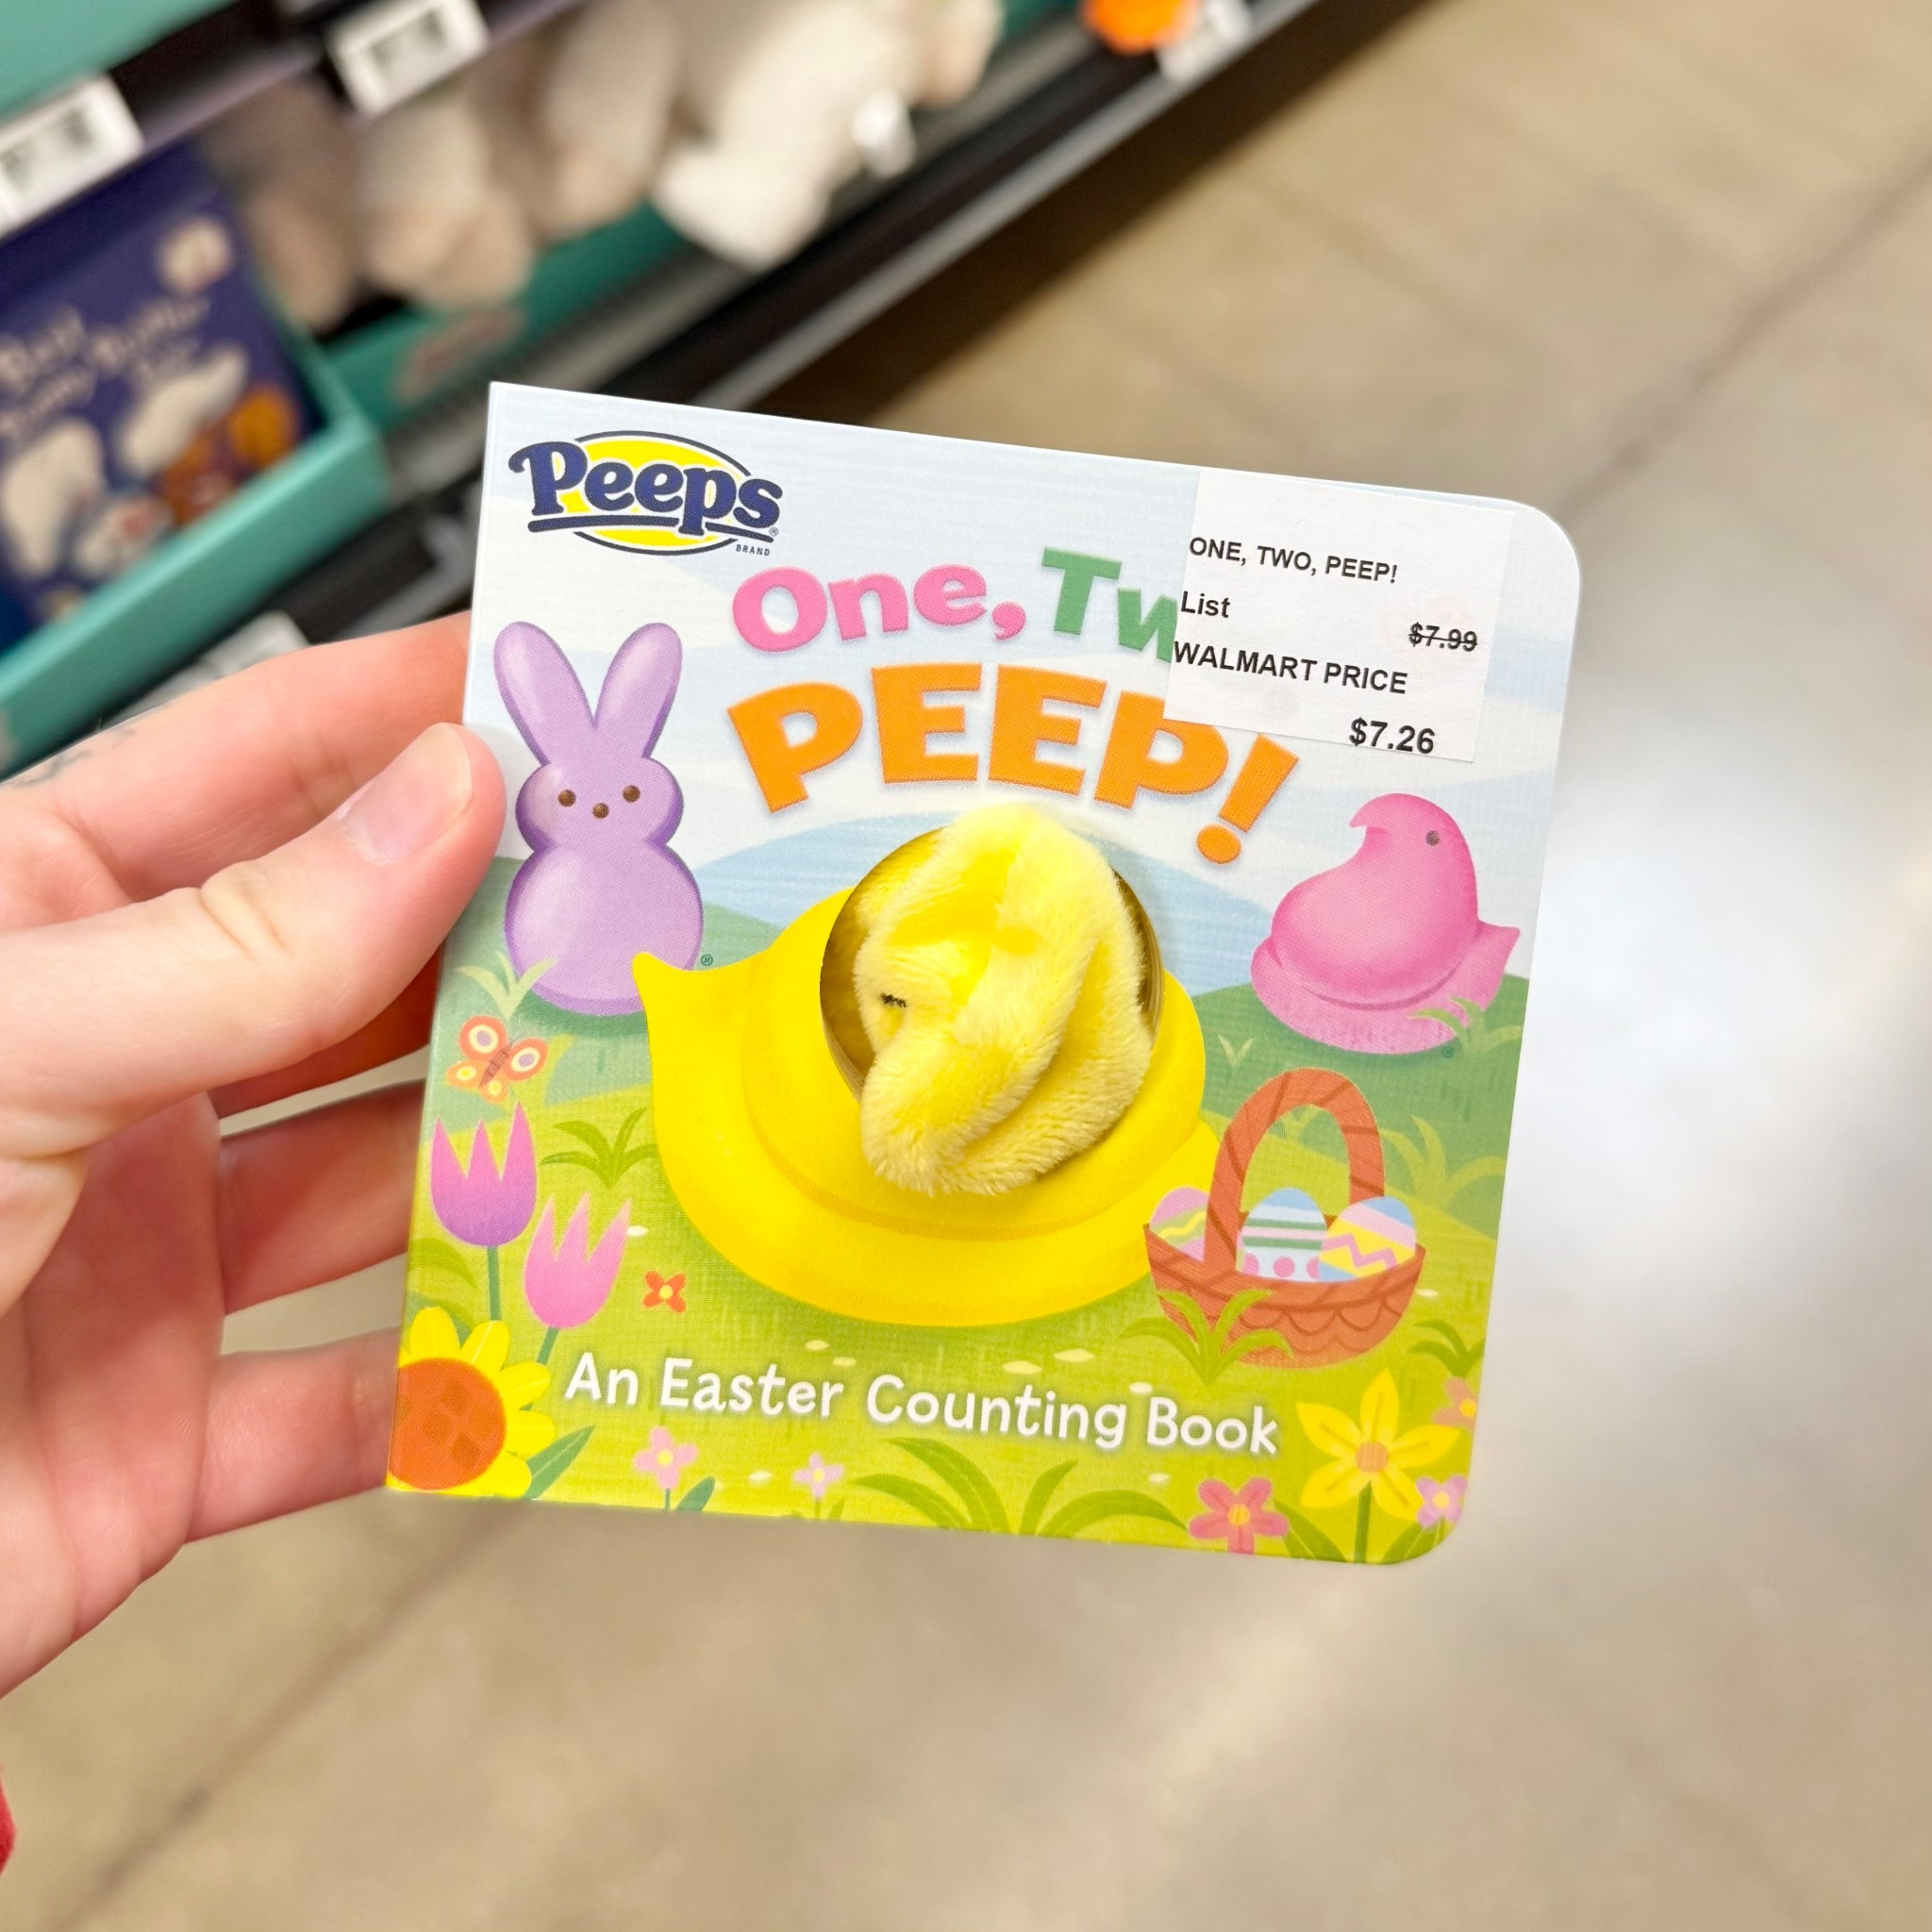 Peeps
®
BRAND
One, Tw
PEEP!
ONE, TWO, PEEP!
List
$7.99
WALMART PRICE
$7.26
®
An Easter Counting Book